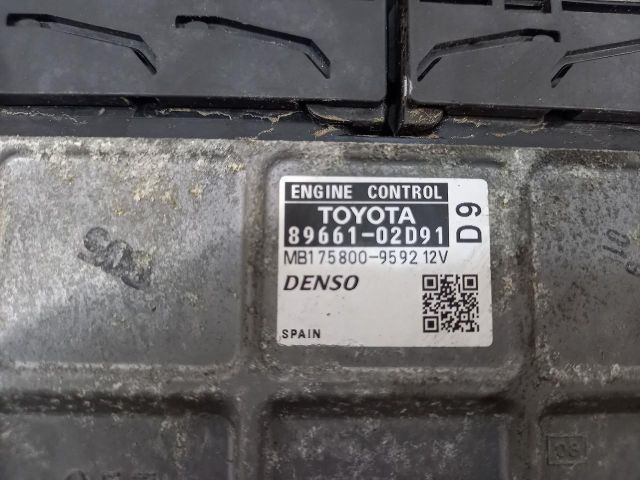 ENGINE CONTROL
TOYOTA
89661-02D91
D9
MB175800-9592 12V
DENSO
SPAIN